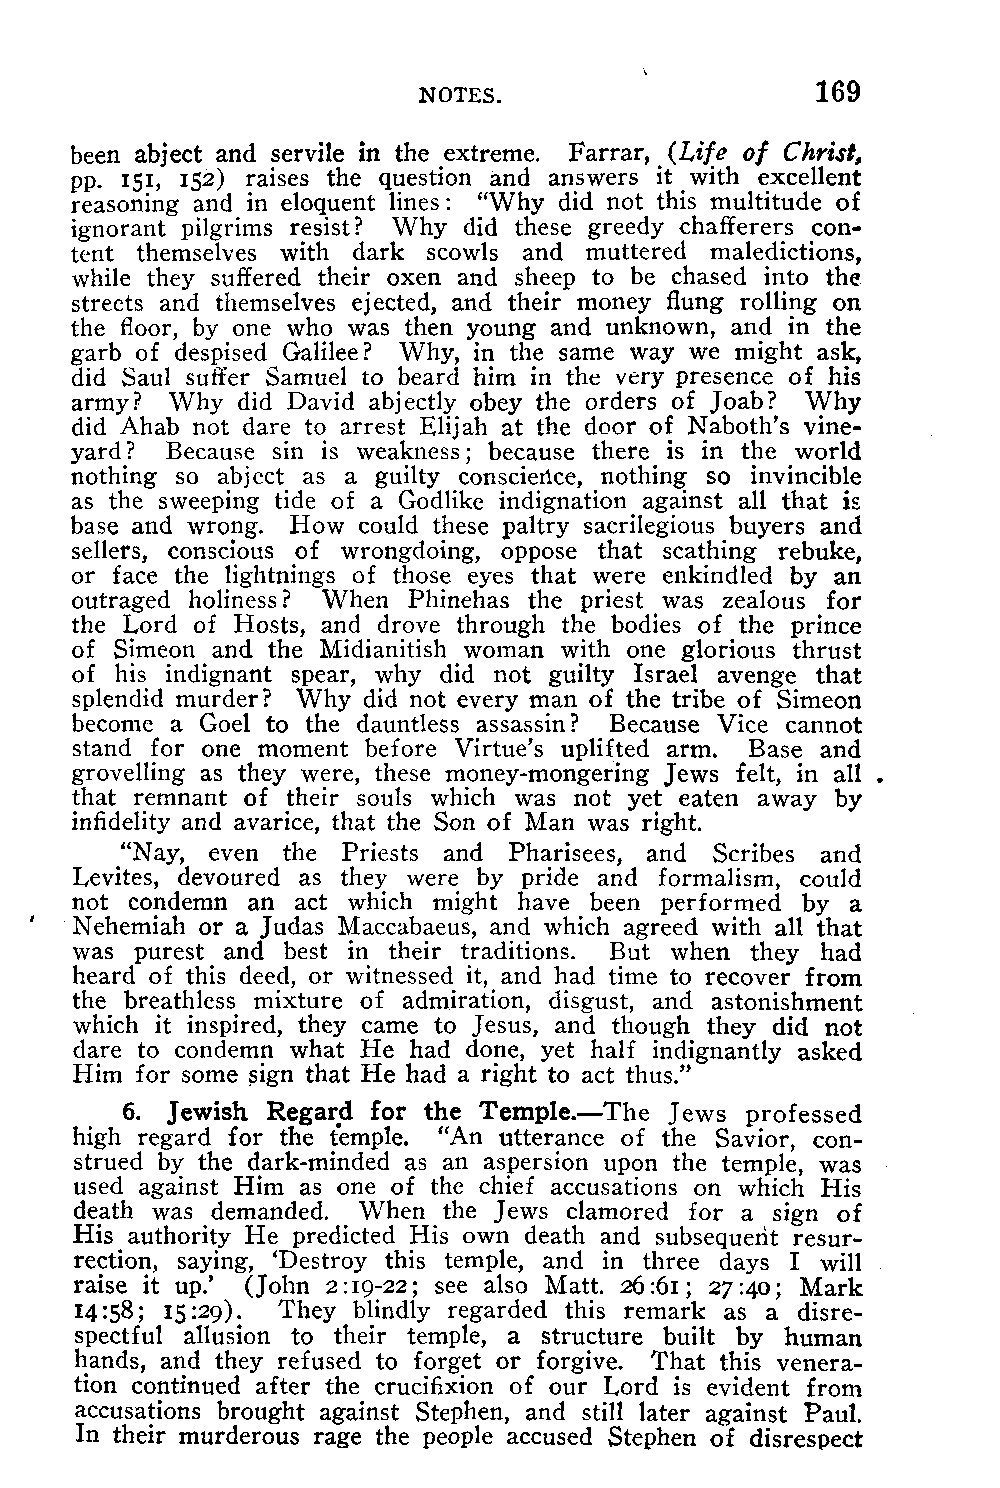 NOTES. 169
been abject and servile in the extreme. Farrar, (Life of Christ,
pp. 151, 152) raises the question and answers it with excellent
reasoning and in eloquent lines: “Why did not this multitude of
ignorant pilgrims resist? Why did these greedy chafferers con-
tent themselves with dark scowls and muttered maledictions,
while they suffered their oxen and sheep to be chased into the
streets and themselves ejected, and their money flung rolling on
the floor, by one who was then young and unknown, and in the
garb of despised Galilee? Why, in the same way we might ask,
did Saul suffer Samuel to beard him in the very presence of his
army? Why did David abjectly obey the orders of Joab? Why
did Ahab not dare to arrest Elijah at the door of Naboth’s vine-
yard? Because sin is weakness; because there is in the world
nothing so abject as a guilty conscience, nothing so invincible
as the sweeping tide of a Godlike indignation against all that is
base and wrong. How could these paltry sacrilegious buyers and
sellers, conscious of wrongdoing, oppose that scathing rebuke,
or face the lightnings of those eyes that were enkindled by an
outraged holiness? When Phinehas the priest was zealous for
the Lord of Hosts, and drove through the bodies of the prince
of Simeon and the Midianitish woman with one glorious thrust
of his indignant spear, why did not guilty Israel avenge that
splendid murder? Why did not every man of the tribe of Simeon
become a Goel to the dauntless assassin? Because Vice cannot
stand for one moment before Virtue’s uplifted arm. Base and
grovelling as they were, these money-mongering Jews felt, in all
that remnant of their souls which was not yet eaten away by
infidelity and avarice, that the Son of Man was right.
“Nay, even the Priests and Pharisees, and Scribes and
Levites, devoured as they were by pride and formalism, could
not condemn an act which might have been performed by a
Nehemiah or a Judas Maccabaeus, and which agreed with all that
was purest and best in their traditions. But when they had
heard of this deed, or witnessed it, and had time to recover from
the breathless mixture of admiration, disgust, and astonishment
which it inspired, they came to Jesus, and though they did not
dare to condemn what He had done, yet half indignantly asked
Him for some sign that He had a right to act thus.”
6. Jewish Regard for the Temple.—The Jews professed
high regard for the temple. “An utterance of the Savior, con-
strued by the dark-minded as an aspersion upon the temple, was
used against Him as one of the chief accusations on which His
death was demanded. When the Jews clamored for a sign of
His authority He predicted His own death and subsequent resur-
rection, saying, ‘Destroy this temple, and in three days I will
raise it up.’ (John 2:19-22; see also Matt. 26:61; 27:40; Mark
14:58; 15:29). They blindly regarded this remark as a disre-
spectful allusion to their temple, a structure built by human
hands, and they refused to forget or forgive. That this venera-
tion continued after the crucifixion of our Lord is evident from
accusations brought against Stephen, and still later against Paul.
In their murderous rage the people accused Stephen of disrespect